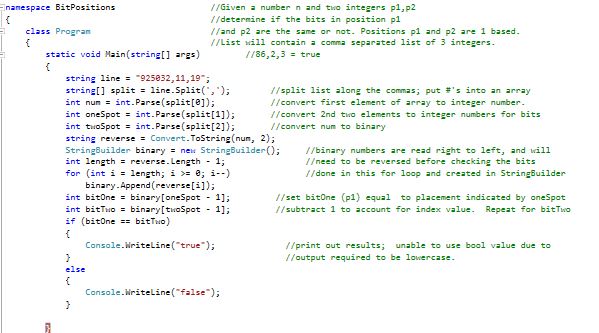 namespace BitPositions //Given a number n and two integers p1,p2
{ //determine if the bits in position p1
class Program //and p2 are the same or not. Positions p1 and p2 are 1 based.
{ //List will contain a comma separated list of 3 integers.
static void Main(string[] args) //86,2,3 = true
{
string line = "925032,11,19";
string[] split = line.Split(','); //split list along the commas; put #'s into an array
int num = int.Parse(split[0]); //convert first element of array to integer number.
int oneSpot = int.Parse(split[1]); //convert 2nd two elements to integer numbers for bits
int twoSpot = int.Parse(split[2]); //convert num to binary
string reverse = Convert.ToString(num, 2);
StringBuilder binary = new StringBuilder(); //binary numbers are read right to left, and will
int length = reverse.Length - 1; //need to be reversed before checking the bits
for (int i = length; i >= 0; i--) //done in this for loop and created in StringBuilder
binary.Append(reverse[i]);
int bitOne = binary[oneSpot - 1]; //set bitOne (p1) equal to placement indicated by oneSpot
int bitTwo = binary[twoSpot - 1]; //subtract 1 to account for index value. Repeat for bitTwo
if (bitOne == bitTwo)
{
Console.WriteLine("true"); //print out results; unable to use bool value due to
} //output required to be lowercase.
else
{
Console.WriteLine("false");
}
}